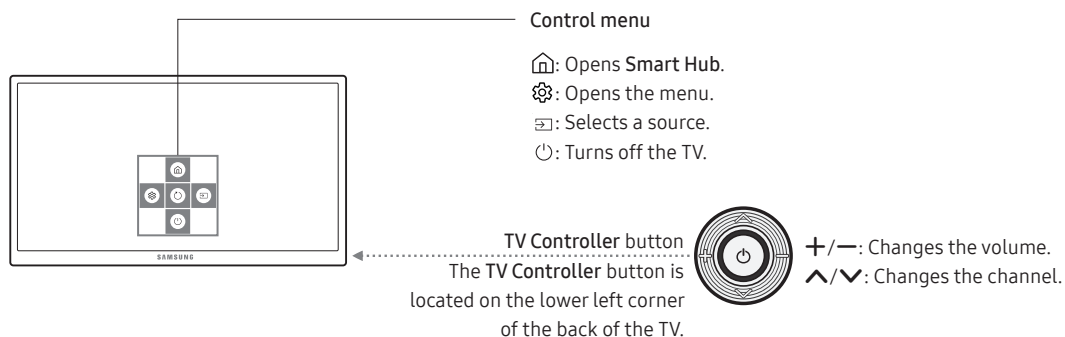 Control menu
: Opens Smart Hub.
: Opens the menu.
: Selects a source.
: Turns off the TV.
SAMSUNG
TV Controller button
The TV Controller button is
located on the lower left corner
of the back of the TV.
+/−: Changes the volume.
∧/∨: Changes the channel.